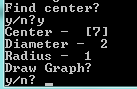 Find center?
y/n?y
Center -  [7]
Diameter -  2
Radius -  1
Draw Graph?
y/n?